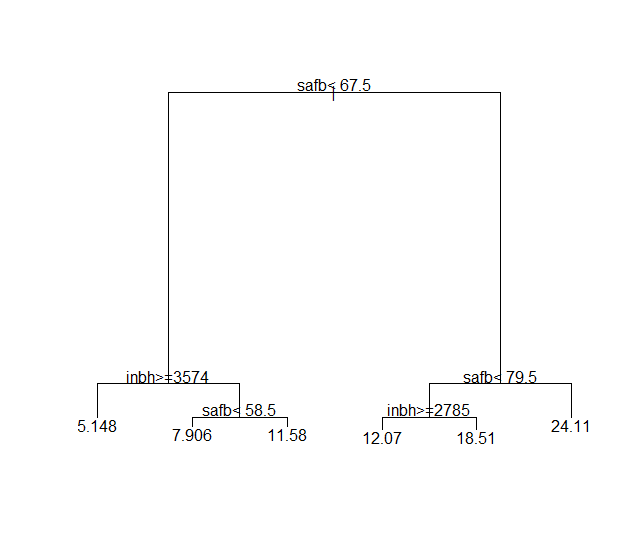 safb< 67.5
inbh>=3574
safb< 79.5
safb< 58.5
inbh>=2785
5.148
7.906
11.58
12.07
18.51
24.11